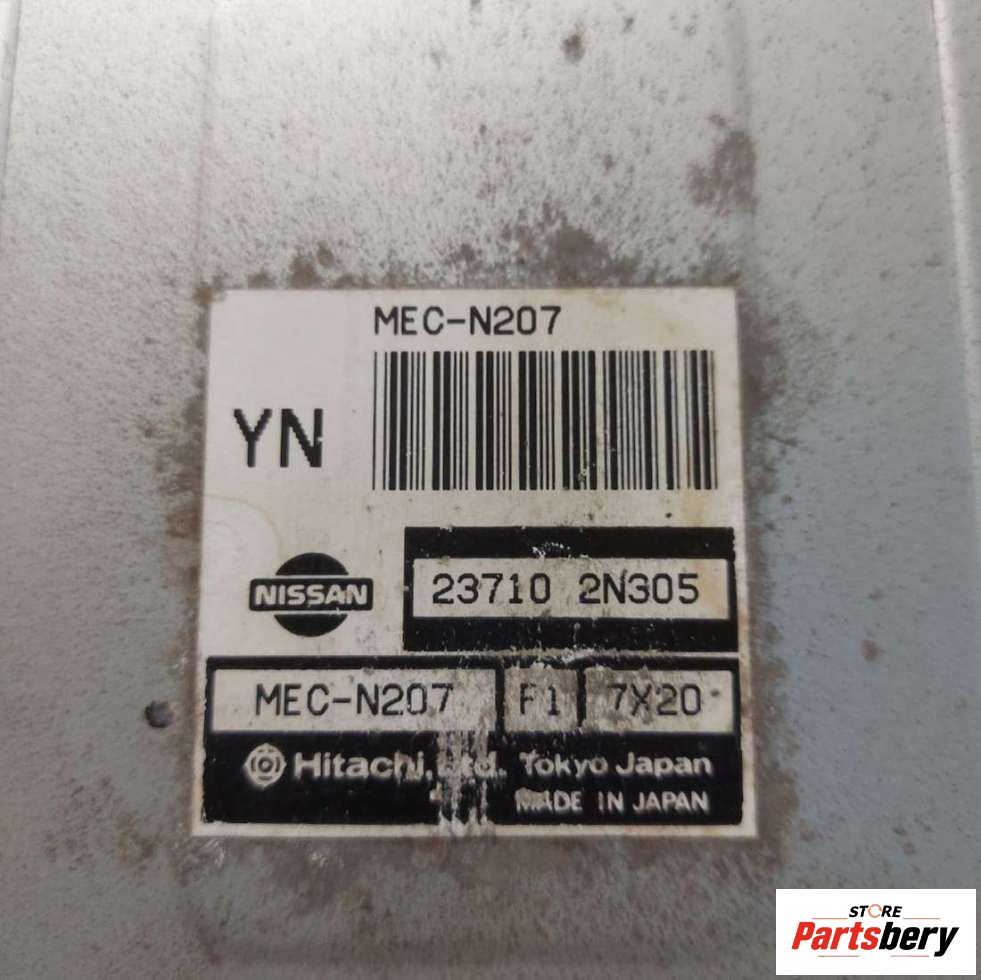 MEC-N207
YN
NISSAN
23710 2N305
MEC-N207 F1 7X20
Hitachi, Ltd. Tokyo Japan
MADE IN JAPAN
STORE
Partsbery